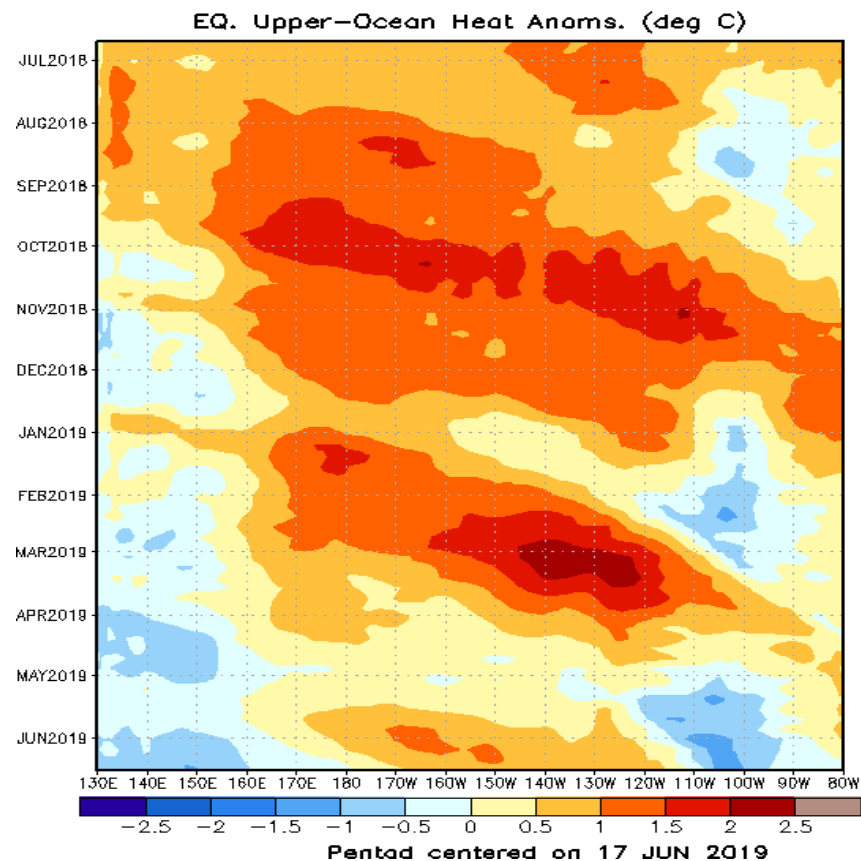 EQ. Upper-Ocean Heat Anoms. (deg C)
JUL2018
AUG2018
SEP2018
OCT2018
NOV2018
DEC2018
JAN2019
FEB2019
MAR2019
APR2019
MAY2019
JUN2019
130E 140E 150E 160E 170E 180 170W 160W 150W 140W 130W 120W 110W 100W 90W 80W
-2.5 -2 -1.5 -1 -0.5 0 0.5 1 1.5 2 2.5
Pentad centered on 17 JUN 2019